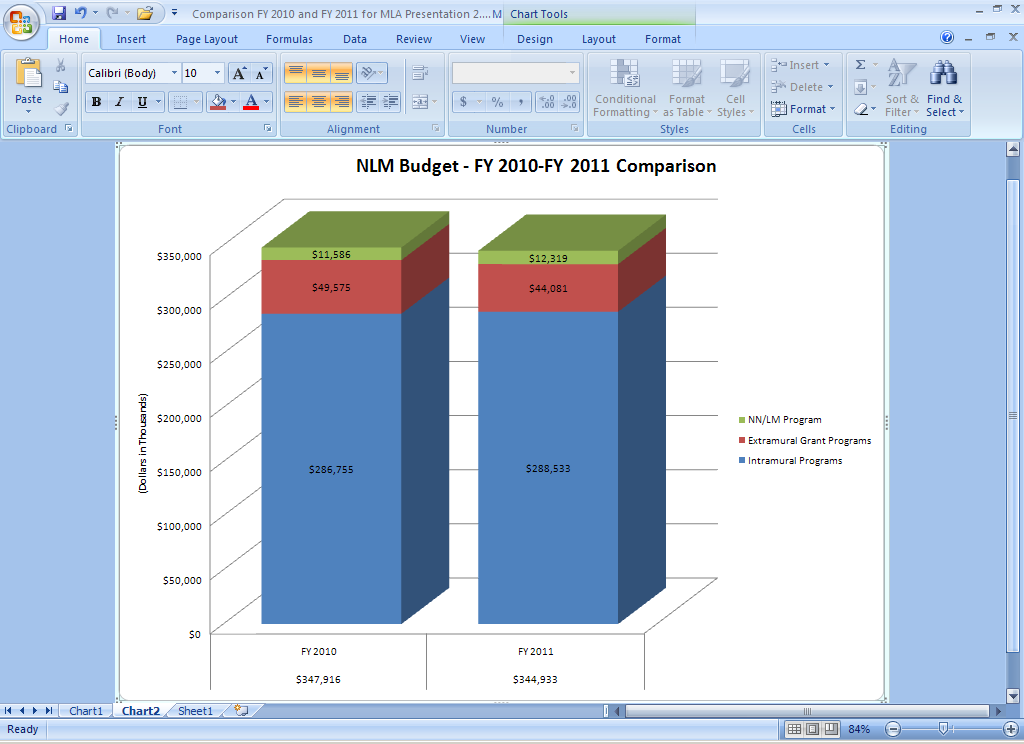 Comparison FY 2010 and FY 2011 for MLA Presentation 2.... M
Chart Tools
Home Insert Page Layout Formulas Data Review View Design Layout Format
Paste
Calibri (Body) 10 A A
B I U A
$ % ,
Conditional Formatting
Format as Table
Cell Styles
Insert
Delete
Format
Σ
Sort & Filter
Find & Select
Clipboard Font Alignment Number Styles Cells Editing
NLM Budget - FY 2010-FY 2011 Comparison
(Dollars in Thousands)
$350,000
$300,000
$250,000
$200,000
$150,000
$100,000
$50,000
$0
$11,586
$49,575
$286,755
$12,319
$44,081
$288,533
NN/LM Program
Extramural Grant Programs
Intramural Programs
FY 2010 FY 2011
$347,916 $344,933
Chart1 Chart2 Sheet1
Ready 84%